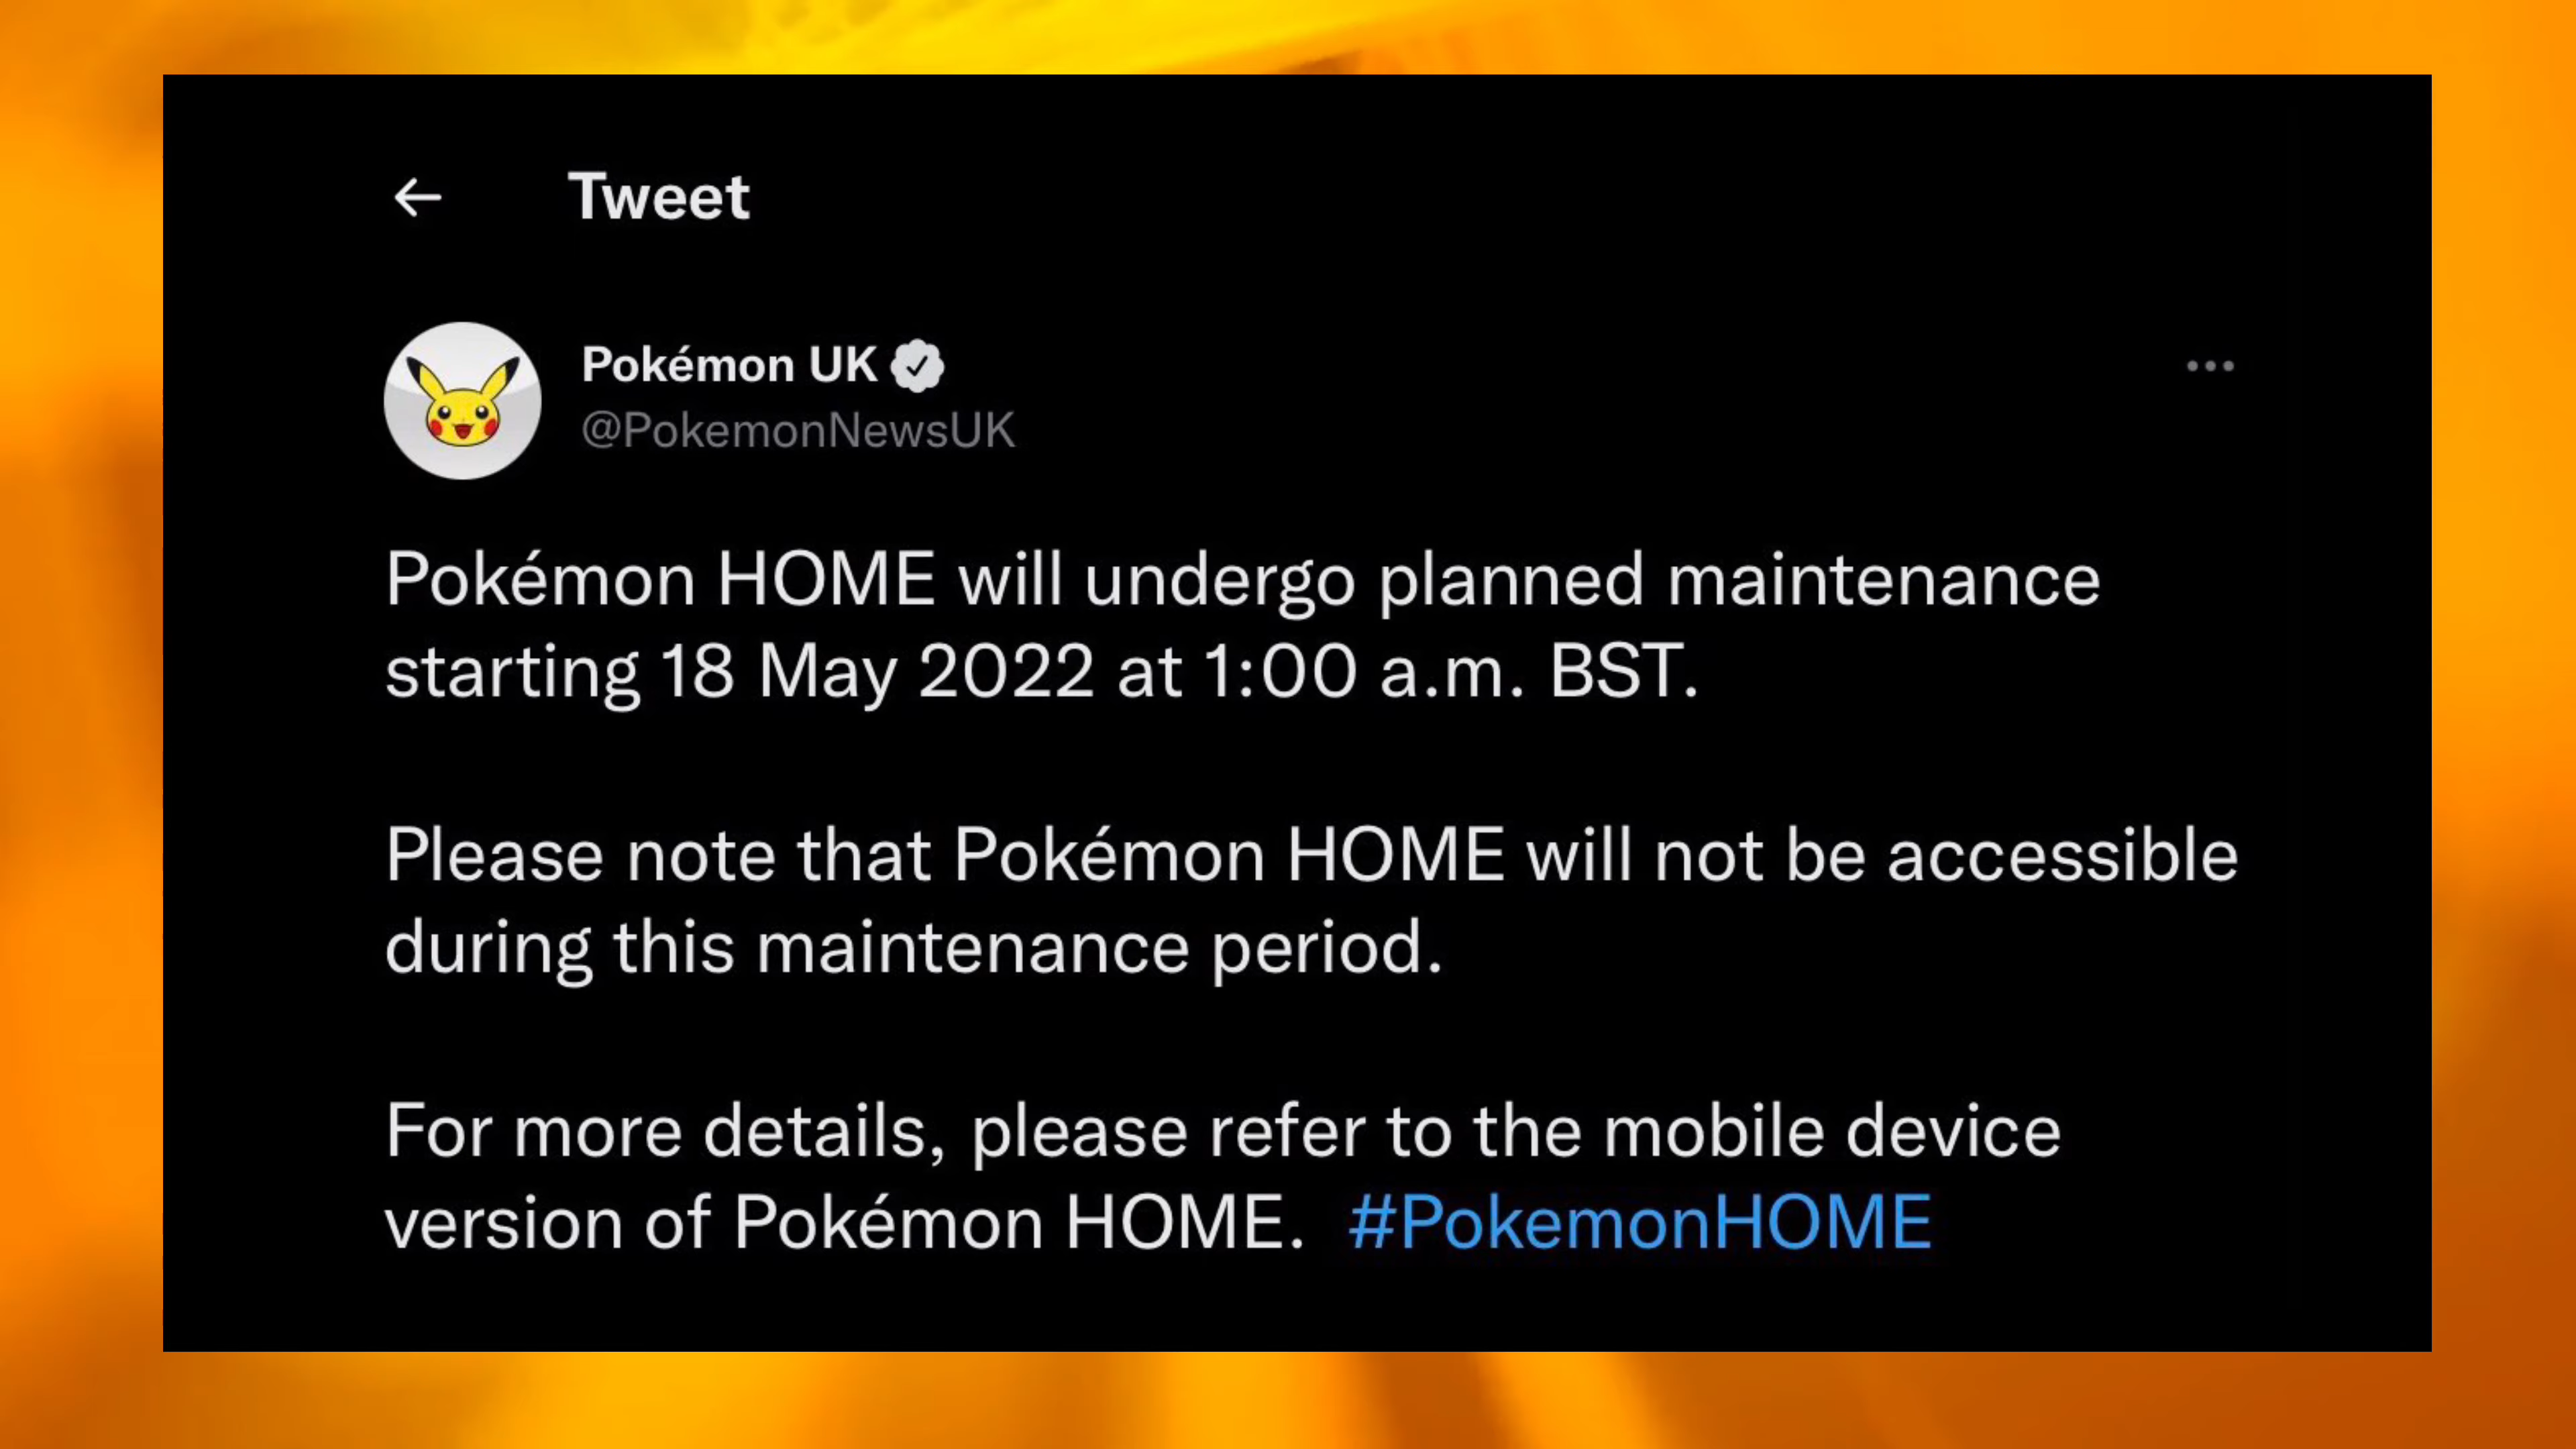 Tweet
Pokémon UK
@PokemonNewsUK
Pokémon HOME will undergo planned maintenance
starting 18 May 2022 at 1:00 a.m. BST.
Please note that Pokémon HOME will not be accessible
during this maintenance period.
For more details, please refer to the mobile device
version of Pokémon HOME. #PokemonHOME